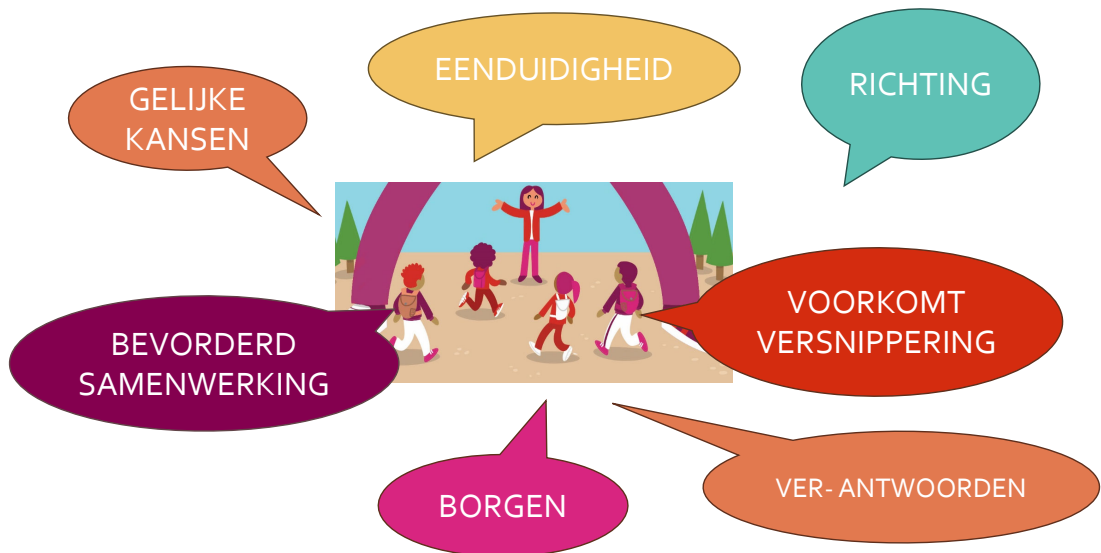 GELIJKE
KANSEN
EENDUIDIGHEID
RICHTING
BEVORDERD
SAMENWERKING
VOORKOMT
VERSNIPPERING
BORGEN
VER- ANTWOORDEN